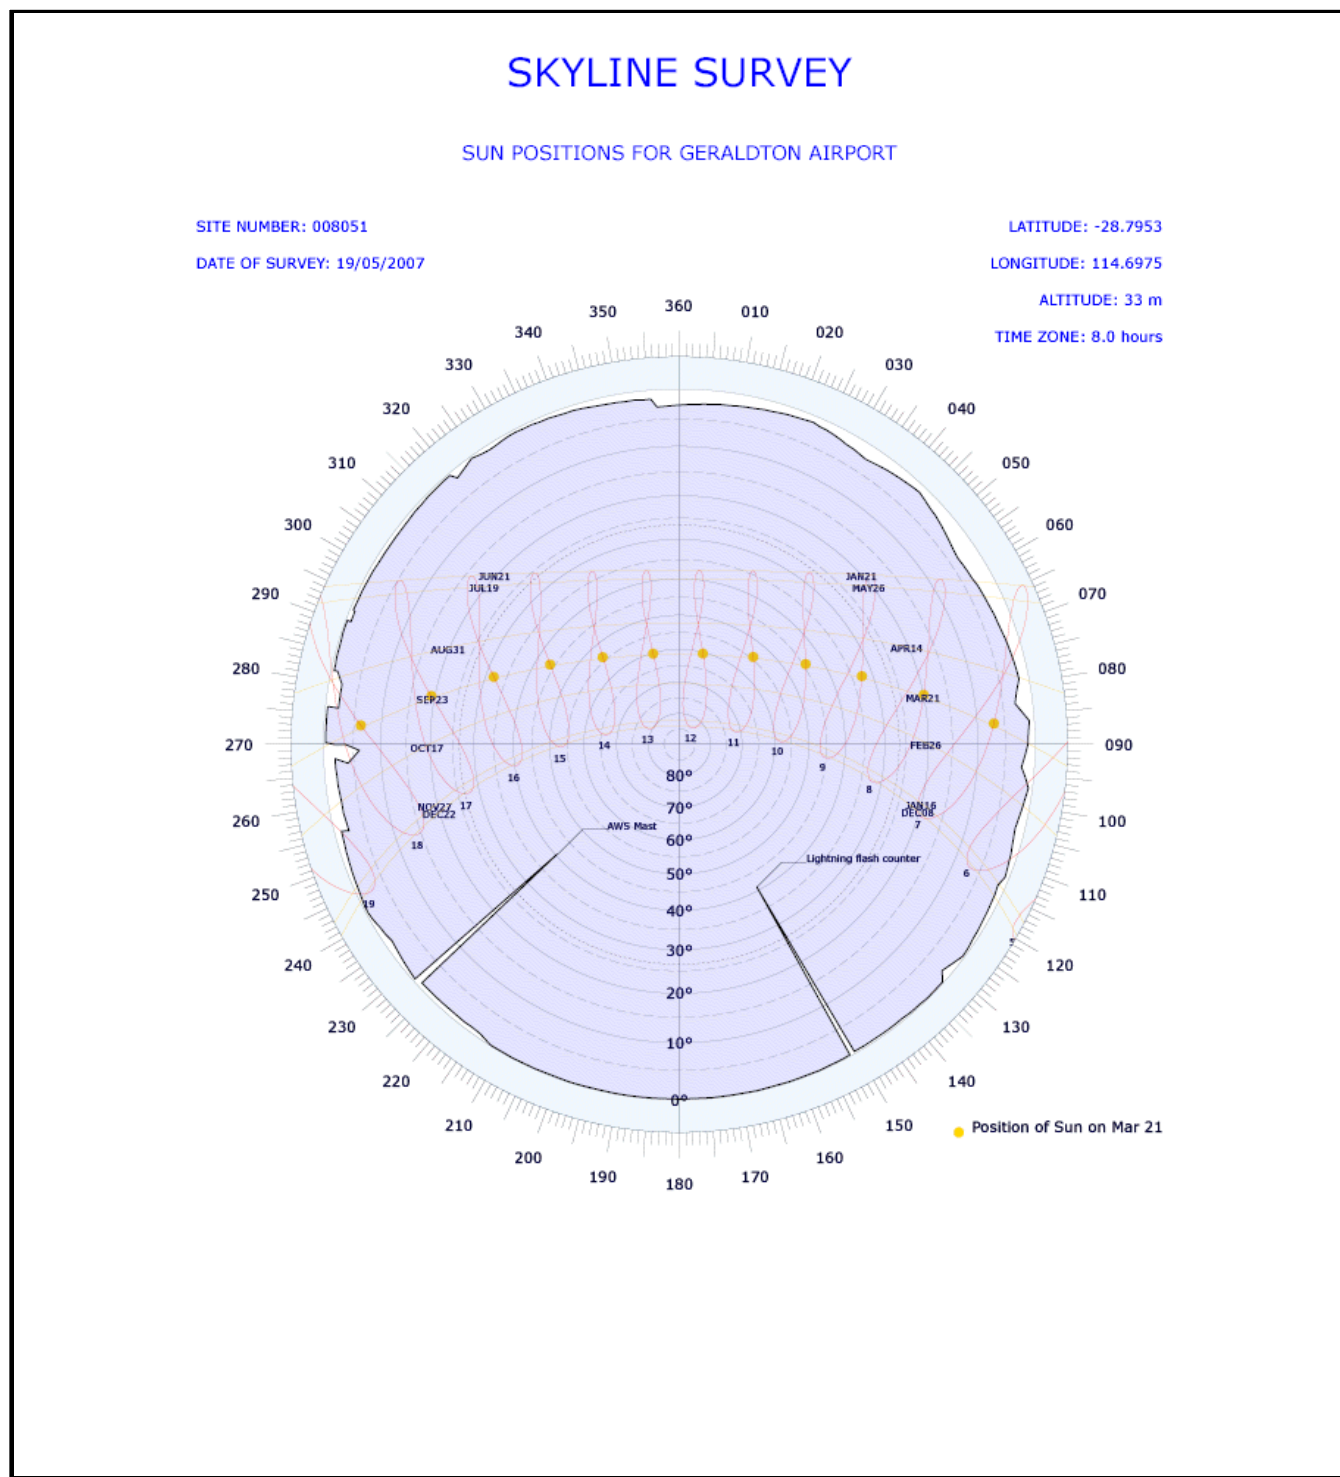 SKYLINE SURVEY
SUN POSITIONS FOR GERALDTON AIRPORT
SITE NUMBER: 008051
LATITUDE: -28.7953
DATE OF SURVEY: 19/05/2007
LONGITUDE: 114.6975
ALTITUDE: 33 m
TIME ZONE: 8.0 hours
360
350
010
340
020
330
030
320
040
310
050
300
060
290
070
280
080
270
090
260
100
250
110
240
120
230
130
220
140
210
150
200
160
190
170
180
JUN21
JAN21
JUL19
MAY26
AUG31
APR14
SEP23
MAR21
OCT17
FEB26
NOV27
JAN16
DEC22
DEC08
13
12
11
14
10
15
9
16
8
17
7
18
6
19
5
80°
70°
60°
50°
40°
30°
20°
10°
0°
AWS Mast
Lightning flash counter
Position of Sun on Mar 21